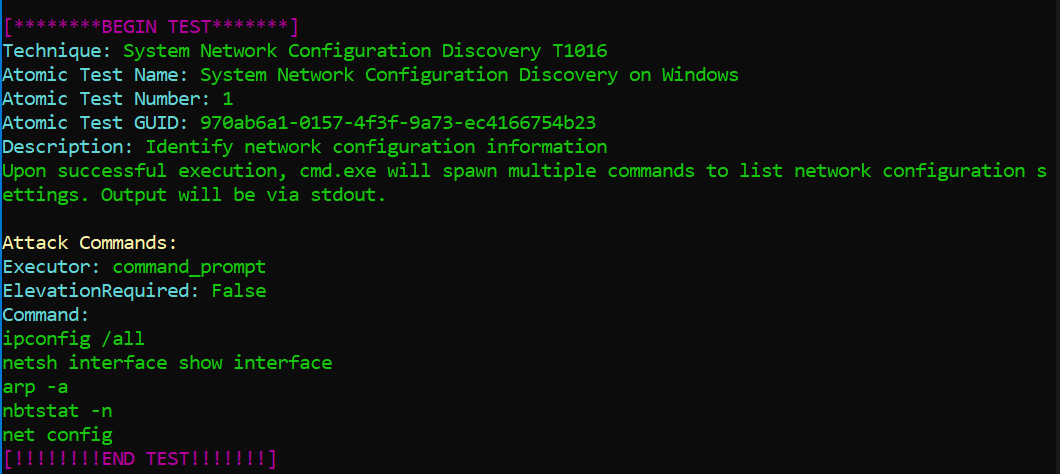 [********BEGIN TEST*******]
Technique: System Network Configuration Discovery T1016
Atomic Test Name: System Network Configuration Discovery on Windows
Atomic Test Number: 1
Atomic Test GUID: 970ab6a1-0157-4f3f-9a73-ec4166754b23
Description: Identify network configuration information
Upon successful execution, cmd.exe will spawn multiple commands to list network configuration s
ettings. Output will be via stdout.
Attack Commands:
Executor: command_prompt
ElevationRequired: False
Command:
ipconfig /all
netsh interface show interface
arp -a
nbtstat -n
net config
[!!!!!!!!END TEST!!!!!!!]